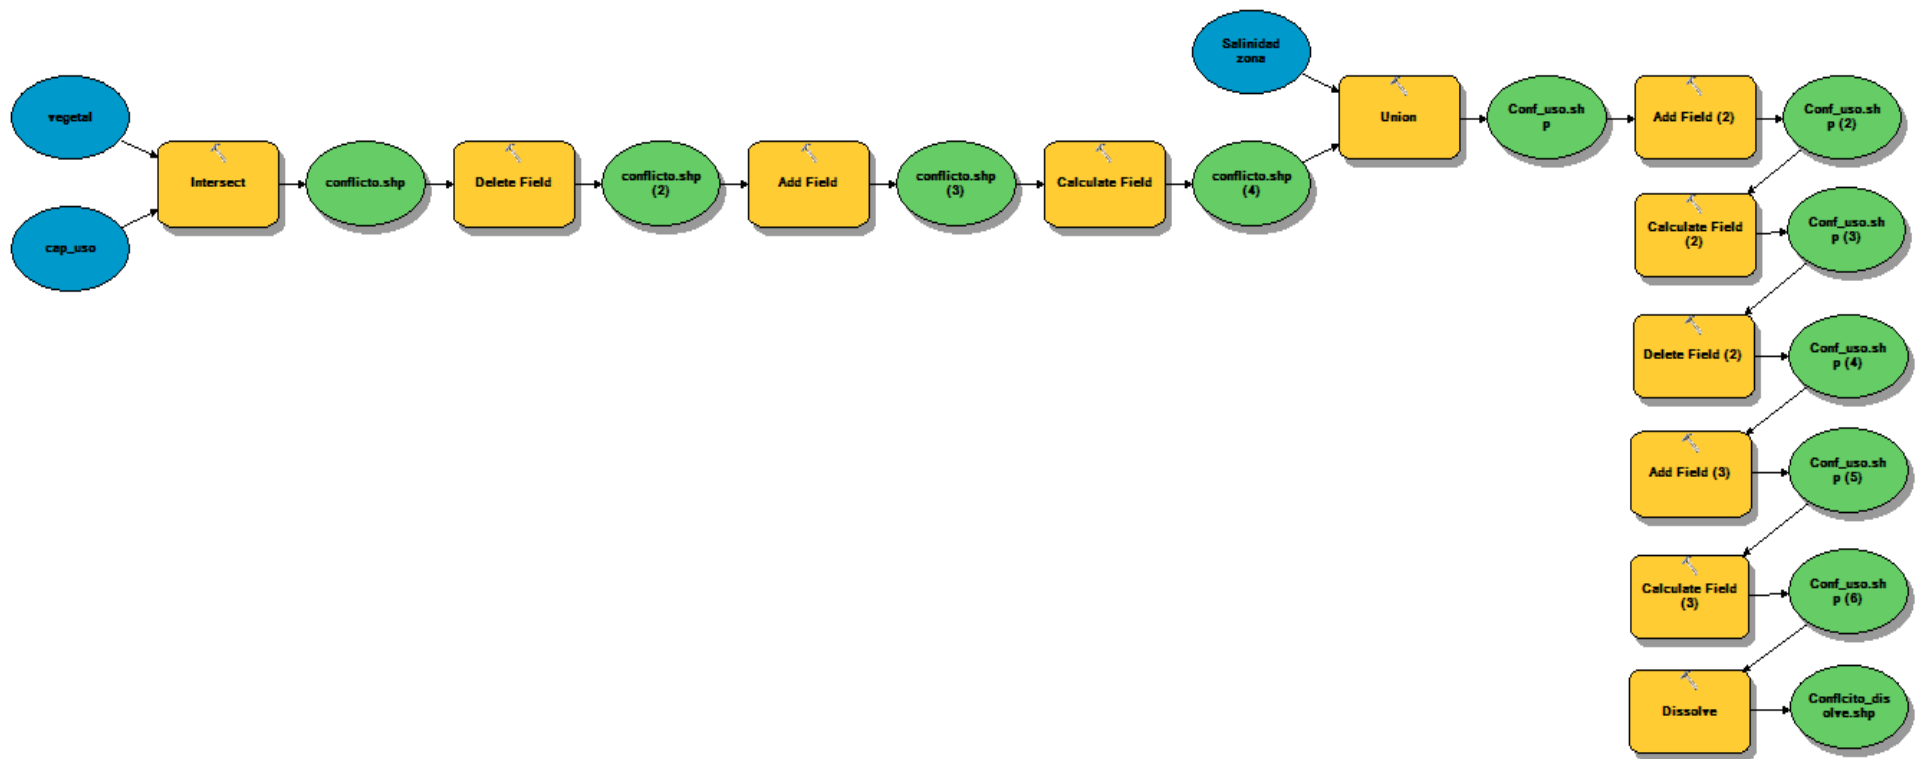 vegetal
cap_uso
Intersect
conflicto.shp
Delete Field
conflicto.shp
(2)
Add Field
conflicto.shp
(3)
Calculate Field
conflicto.shp
(4)
Salinidad
zona
Union
Conf_uso.sh
p
Add Field (2)
Conf_uso.sh
p (2)
Calculate Field
(2)
Conf_uso.sh
p (3)
Delete Field (2)
Conf_uso.sh
p (4)
Add Field (3)
Conf_uso.sh
p (5)
Calculate Field
(3)
Conf_uso.sh
p (6)
Dissolve
Conflcito_dis
olve.shp